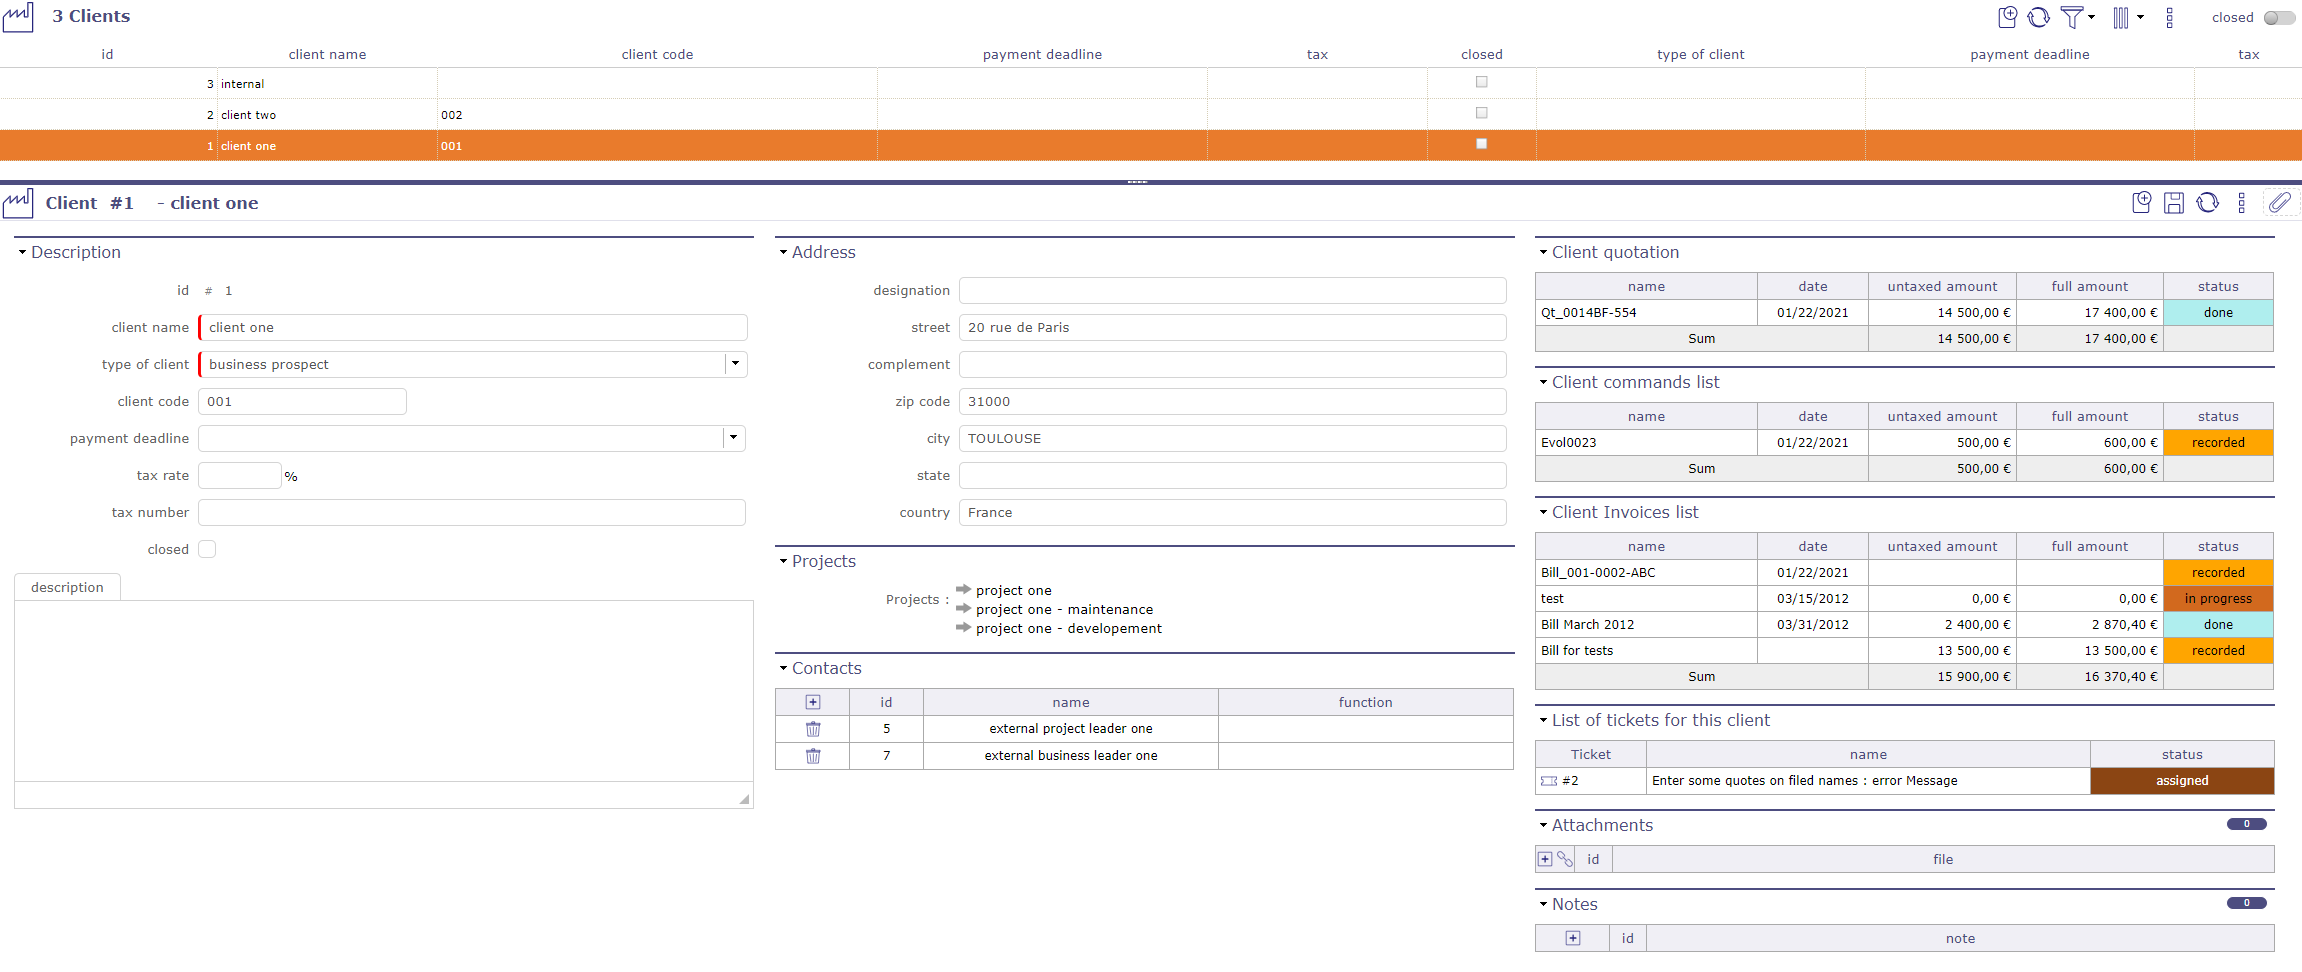 3 Clients
closed
id client name client code payment deadline tax closed type of client payment deadline tax
3 internal
2 client two 002
1 client one 001
Client #1 - client one
Description
id # 1
client name client one
type of client business prospect
client code 001
payment deadline
tax rate %
tax number
closed
description
Address
designation
street 20 rue de Paris
complement
zip code 31000
city TOULOUSE
state
country France
Projects
Projects : project one
project one - maintenance
project one - developement
Contacts
id name function
5 external project leader one
7 external business leader one
Client quotation
name date untaxed amount full amount status
Qt_0014BF-554 01/22/2021 14 500,00 € 17 400,00 € done
Sum 14 500,00 € 17 400,00 €
Client commands list
name date untaxed amount full amount status
Evol0023 01/22/2021 500,00 € 600,00 € recorded
Sum 500,00 € 600,00 €
Client Invoices list
name date untaxed amount full amount status
Bill_001-0002-ABC 01/22/2021 recorded
test 03/15/2012 0,00 € 0,00 € in progress
Bill March 2012 03/31/2012 2 400,00 € 2 870,40 € done
Bill for tests 13 500,00 € 13 500,00 € recorded
Sum 15 900,00 € 16 370,40 €
List of tickets for this client
Ticket name status
#2 Enter some quotes on filed names : error Message assigned
Attachments 0
id file
Notes 0
id note